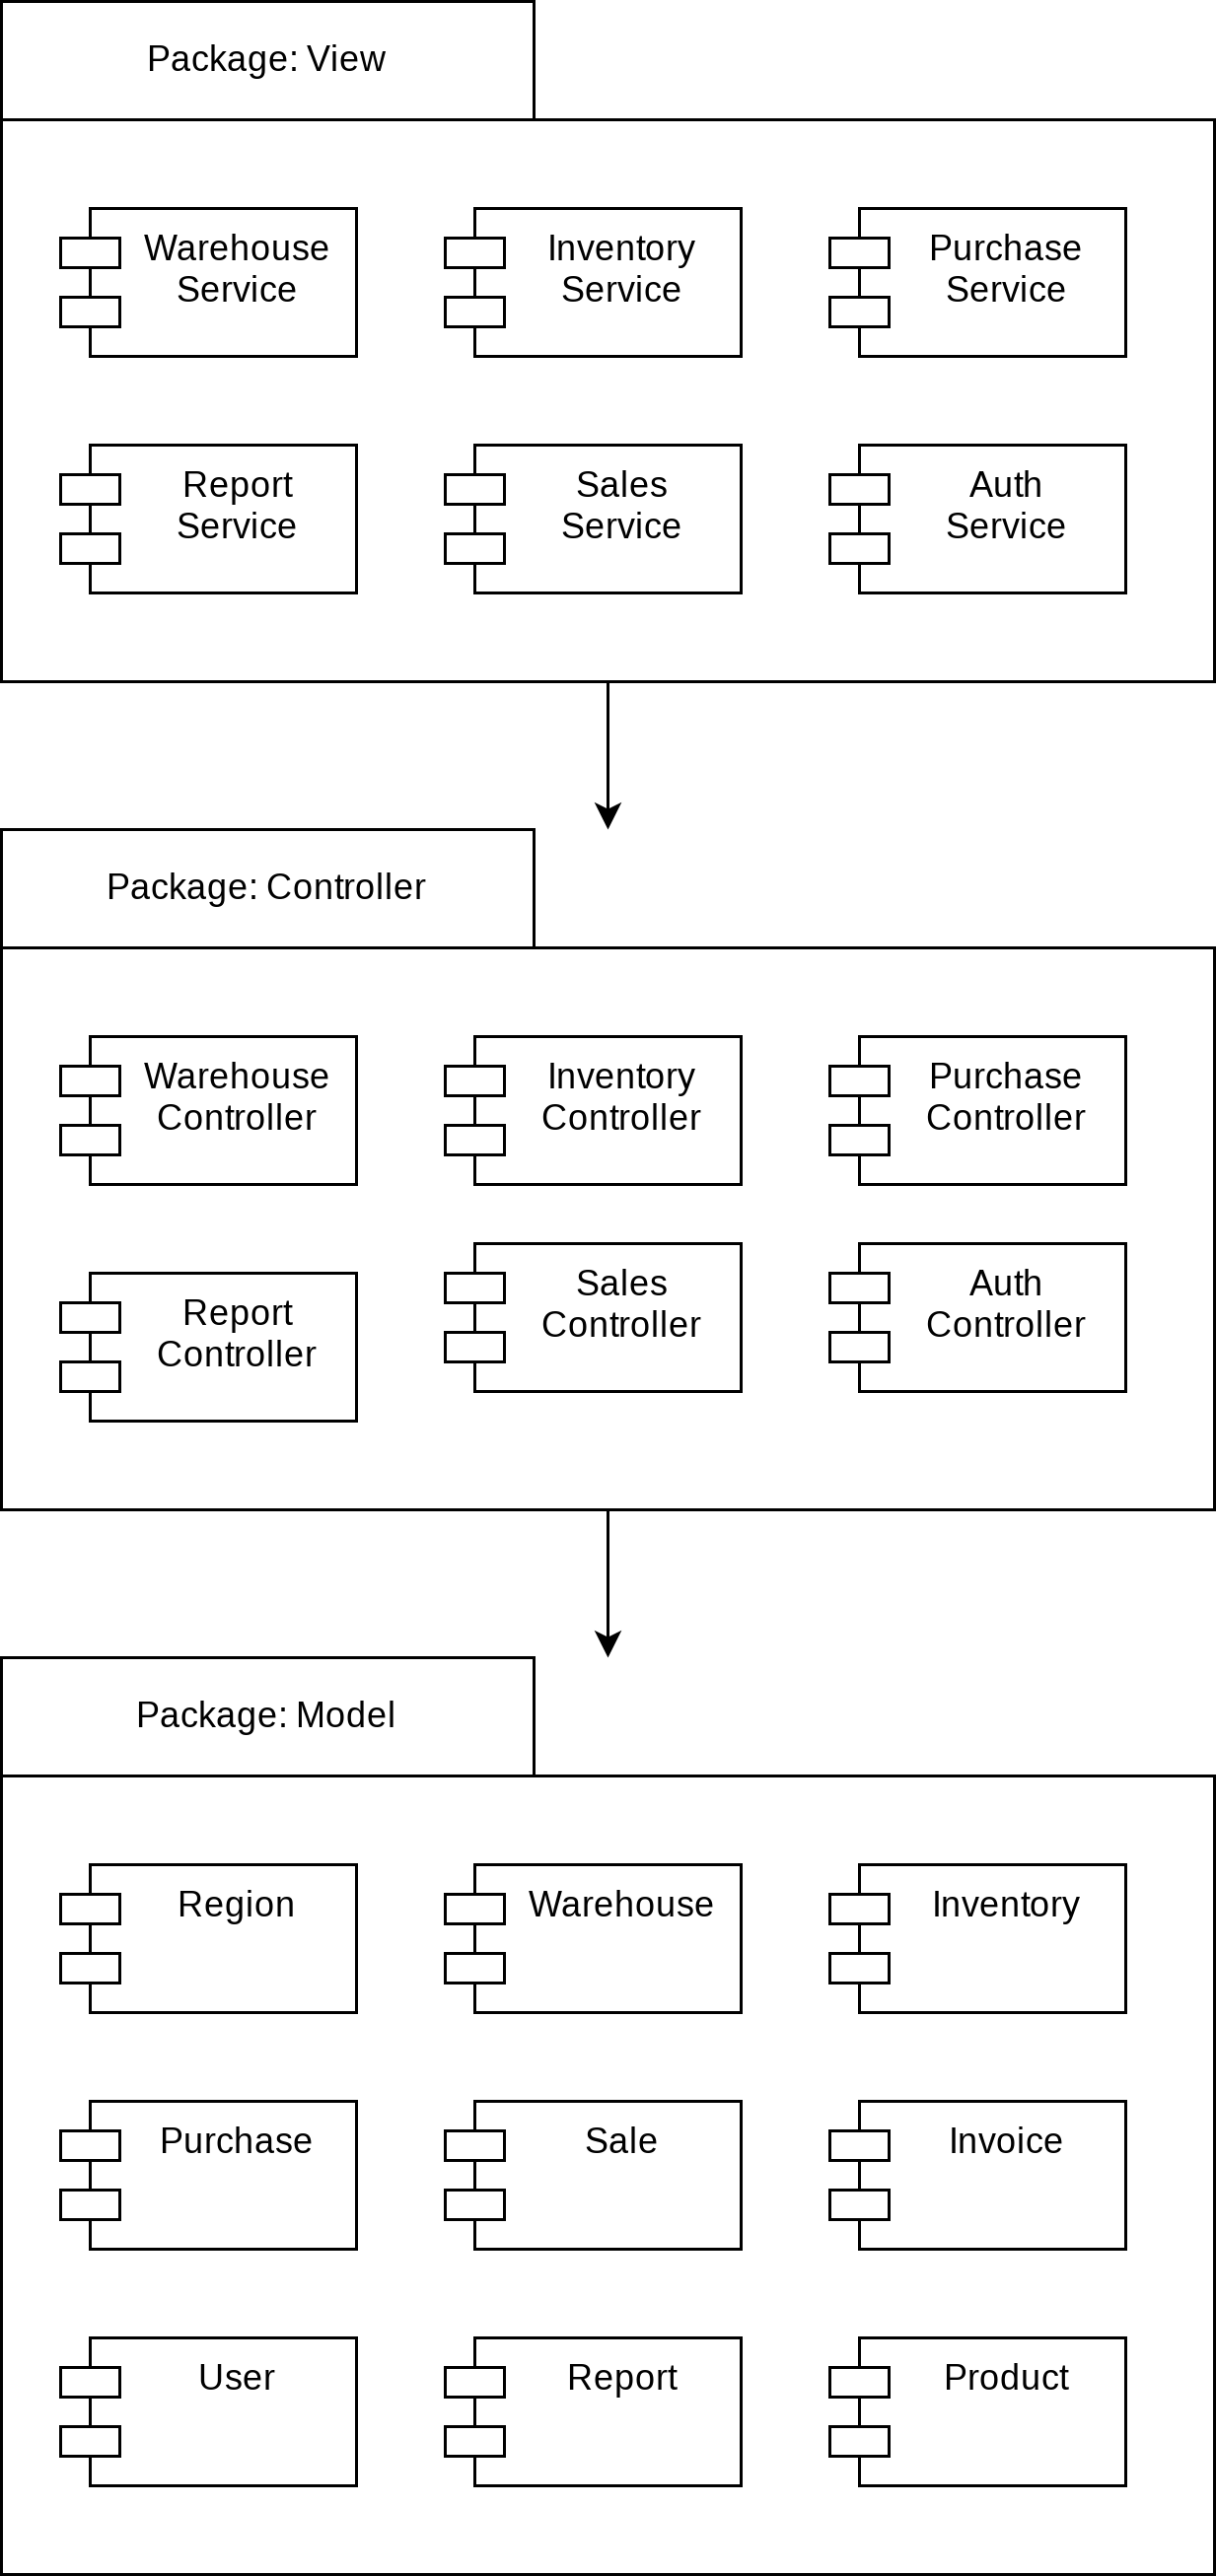 Package: View
Warehouse
Service
Inventory
Service
Purchase
Service
Report
Service
Sales
Service
Auth
Service
Package: Controller
Warehouse
Controller
Inventory
Controller
Purchase
Controller
Report
Controller
Sales
Controller
Auth
Controller
Package: Model
Region
Warehouse
Inventory
Purchase
Sale
Invoice
User
Report
Product